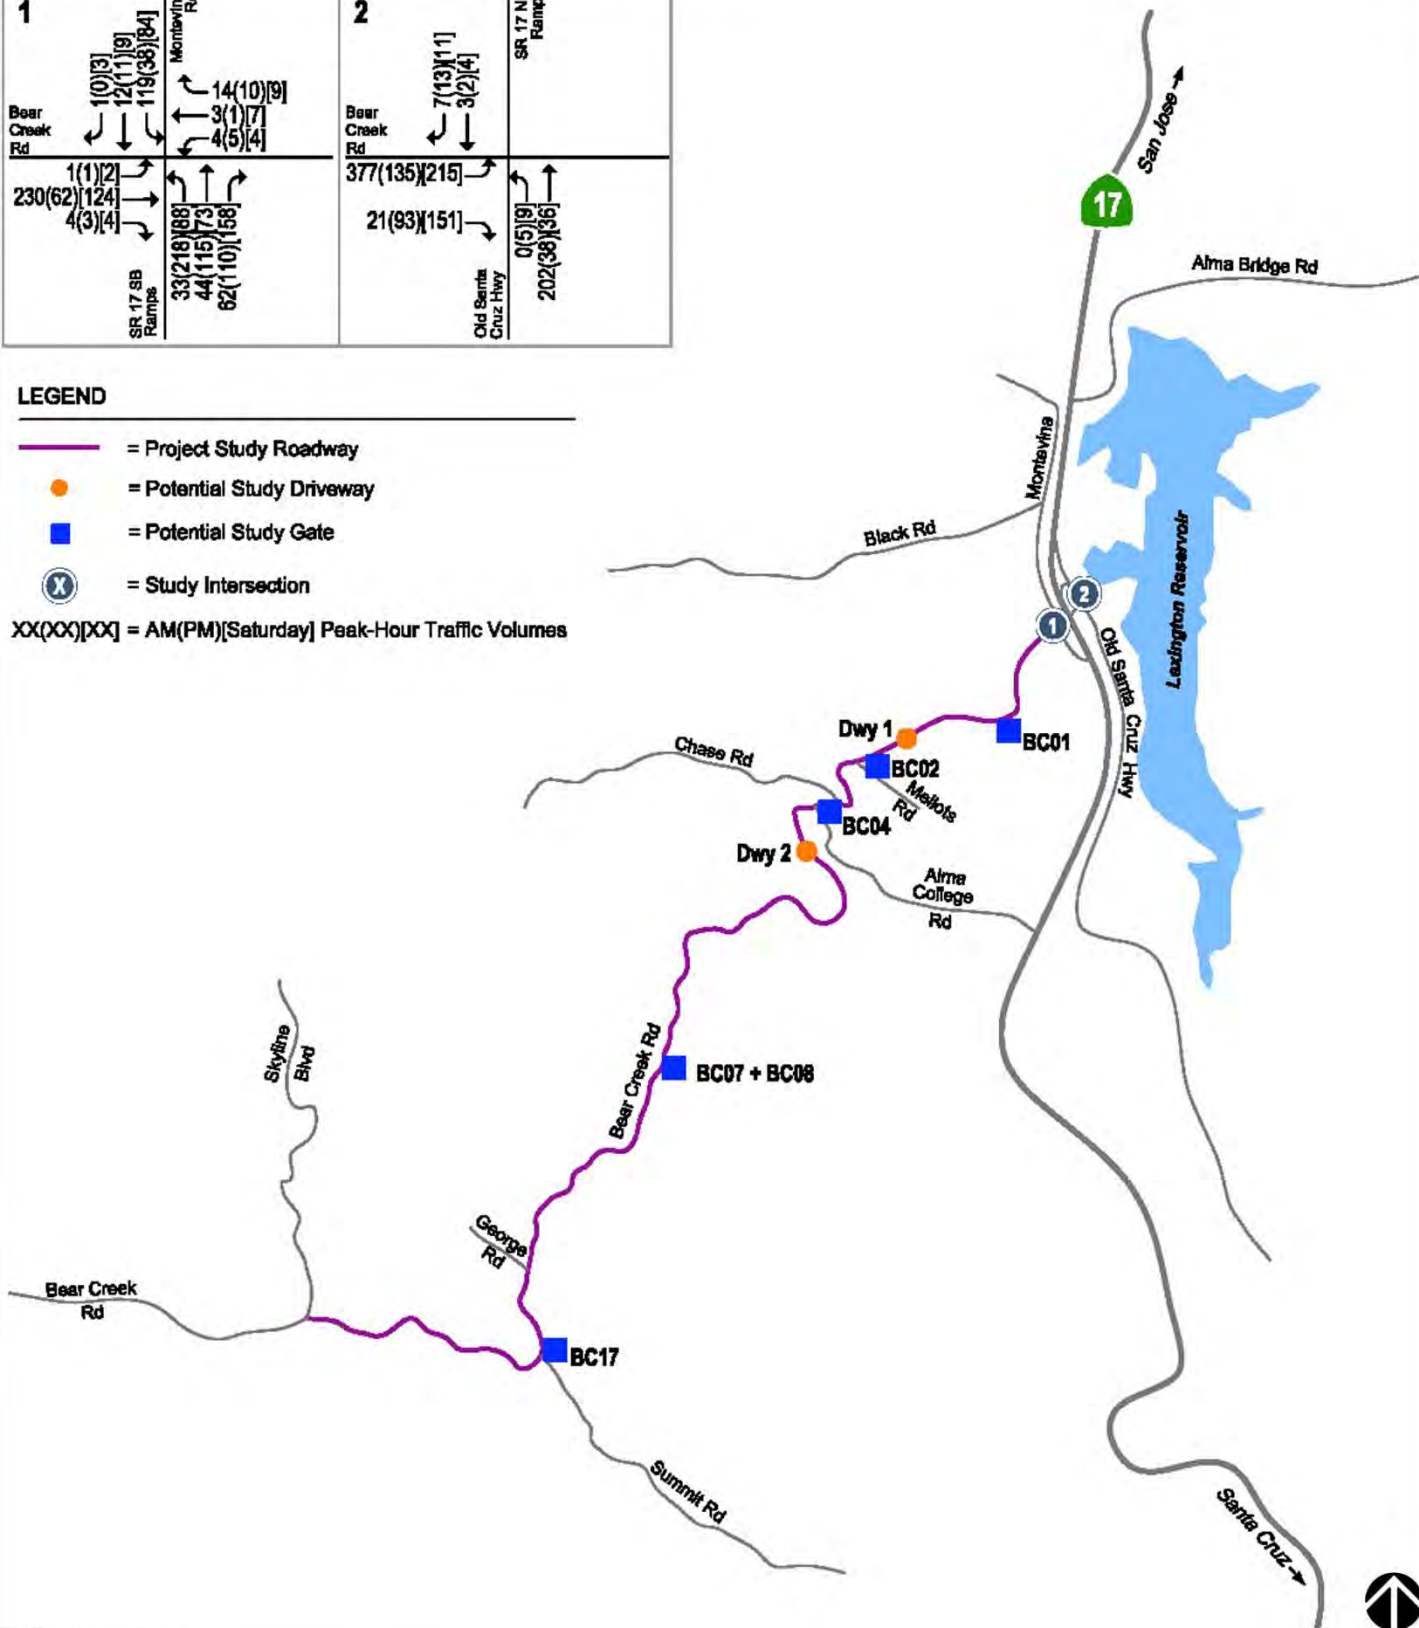 1
2
Montevin
SR 17 N
Ramp
1(0)[3]
12(11)[9]
119(38)[84]
14(10)[9]
3(1)[7]
4(5)[4]
Bear
Creek
Rd
1(1)[2]
230(62)[124]
4(3)[4]
33(218)[88]
44(115)[73]
62(110)[158]
SR 17 SB
Ramps
7(13)[11]
3(2)[4]
Bear
Creek
Rd
377(135)[215]
21(93)[151]
0(5)[9]
202(38)[36]
Old Santa
Cruz Hwy
LEGEND
= Project Study Roadway
= Potential Study Driveway
= Potential Study Gate
X = Study Intersection
XX(XX)[XX] = AM(PM)[Saturday] Peak-Hour Traffic Volumes
San Jose
17
Alma Bridge Rd
Montevina
Black Rd
Lexington Reservoir
2
1
Old Santa Cruz Hwy
Dwy 1
BC01
Chase Rd
BC02
Mellots
Rd
BC04
Dwy 2
Alma
College
Rd
Skyline
Blvd
Bear Creek Rd
BC07 + BC08
George
Rd
Bear Creek
Rd
BC17
Summit Rd
Santa Cruz